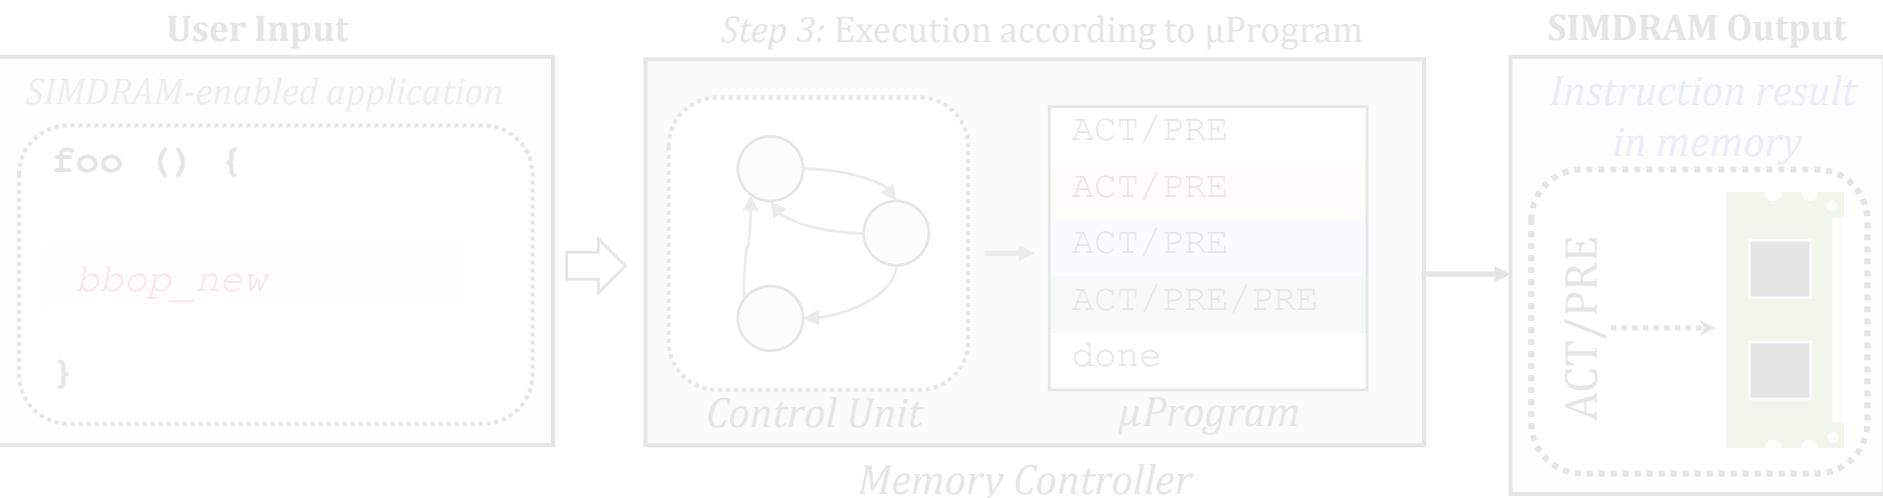 User Input
SIMDRAM-enabled application
foo () {
bbop_new
}
Step 3: Execution according to μProgram
ACT/PRE
ACT/PRE
ACT/PRE
ACT/PRE/PRE
done
Control Unit
μProgram
Memory Controller
SIMDRAM Output
Instruction result
in memory
ACT/PRE